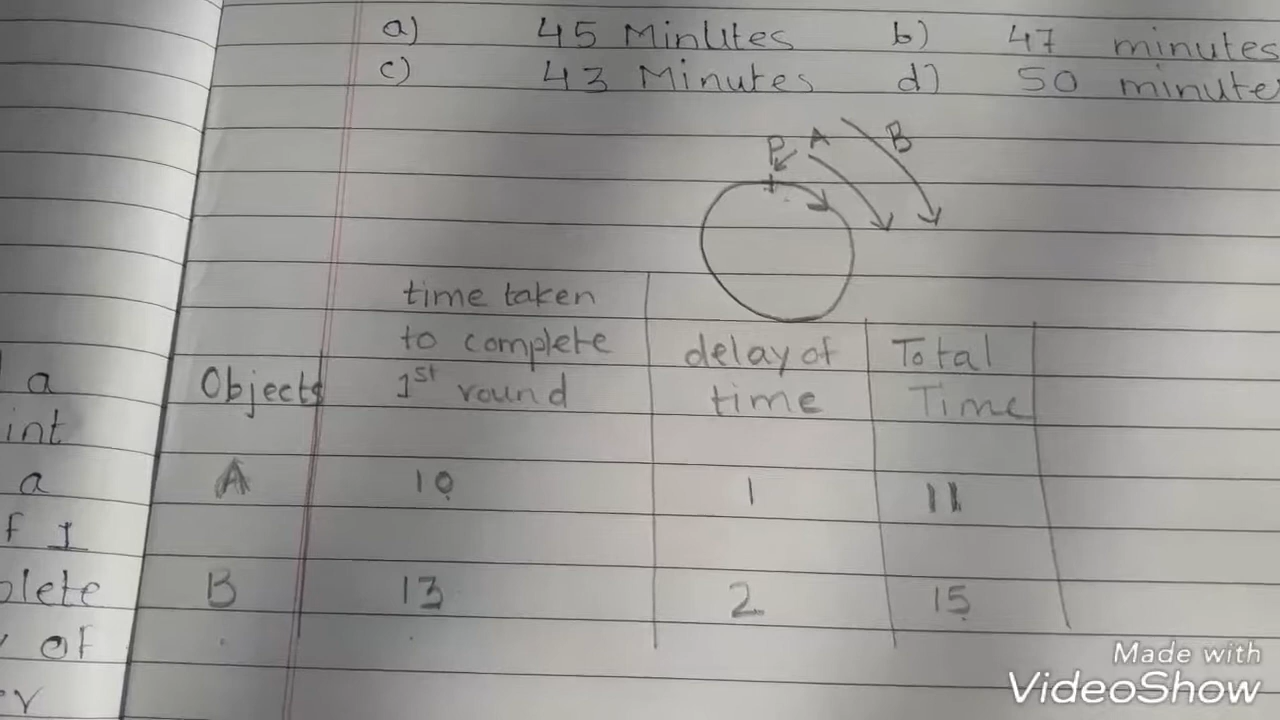 a) 45 Minutes b) 47 minutes
c) 43 Minutes d) 50 minute
P A B
time taken
to complete delay of Total
a Objects 1st round time Time
int
a A 10 1 11
f I
plete B 13 2 15
of
Made with
VideoShow